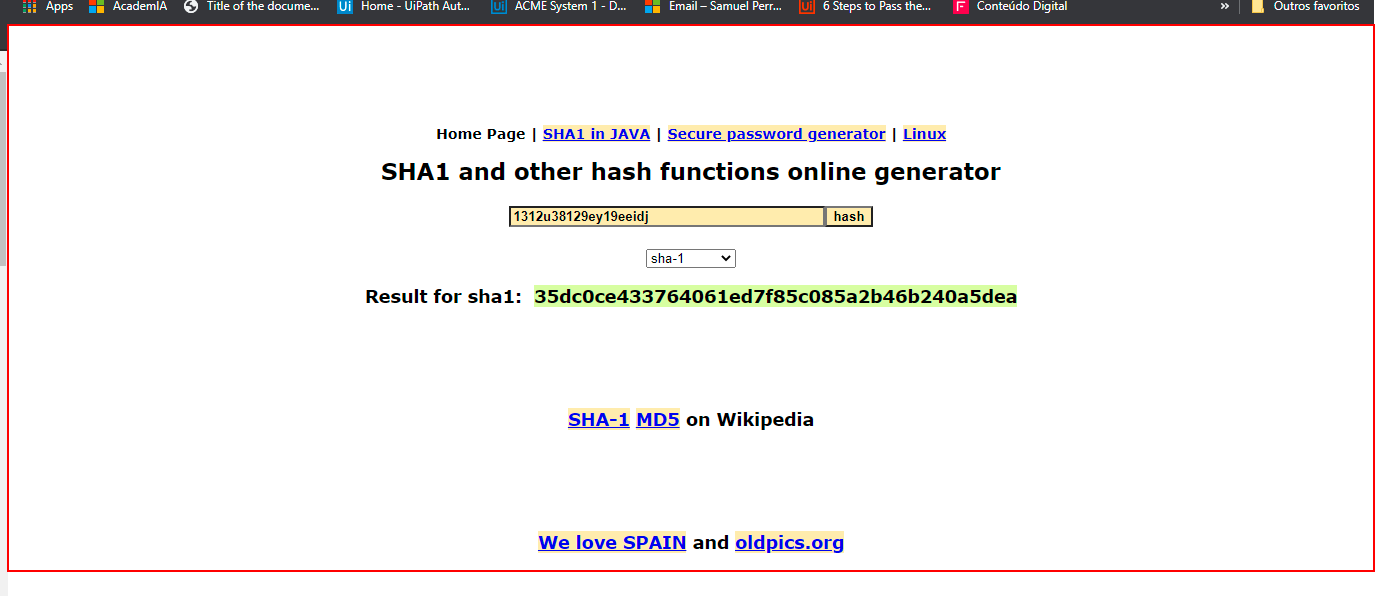 Apps AcademIA Title of the docume... Ui Home - UiPath Aut... Ui ACME System 1 - D... Email – Samuel Perr... Ui 6 Steps to Pass the... F Conteúdo Digital » Outros favoritos
Home Page | SHA1 in JAVA | Secure password generator | Linux
SHA1 and other hash functions online generator
1312u38129ey19eeidj hash
sha-1
Result for sha1: 35dc0ce433764061ed7f85c085a2b46b240a5dea
SHA-1 MD5 on Wikipedia
We love SPAIN and oldpics.org